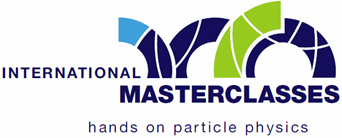 INTERNATIONAL
MASTERCLASSES
hands on particle physics